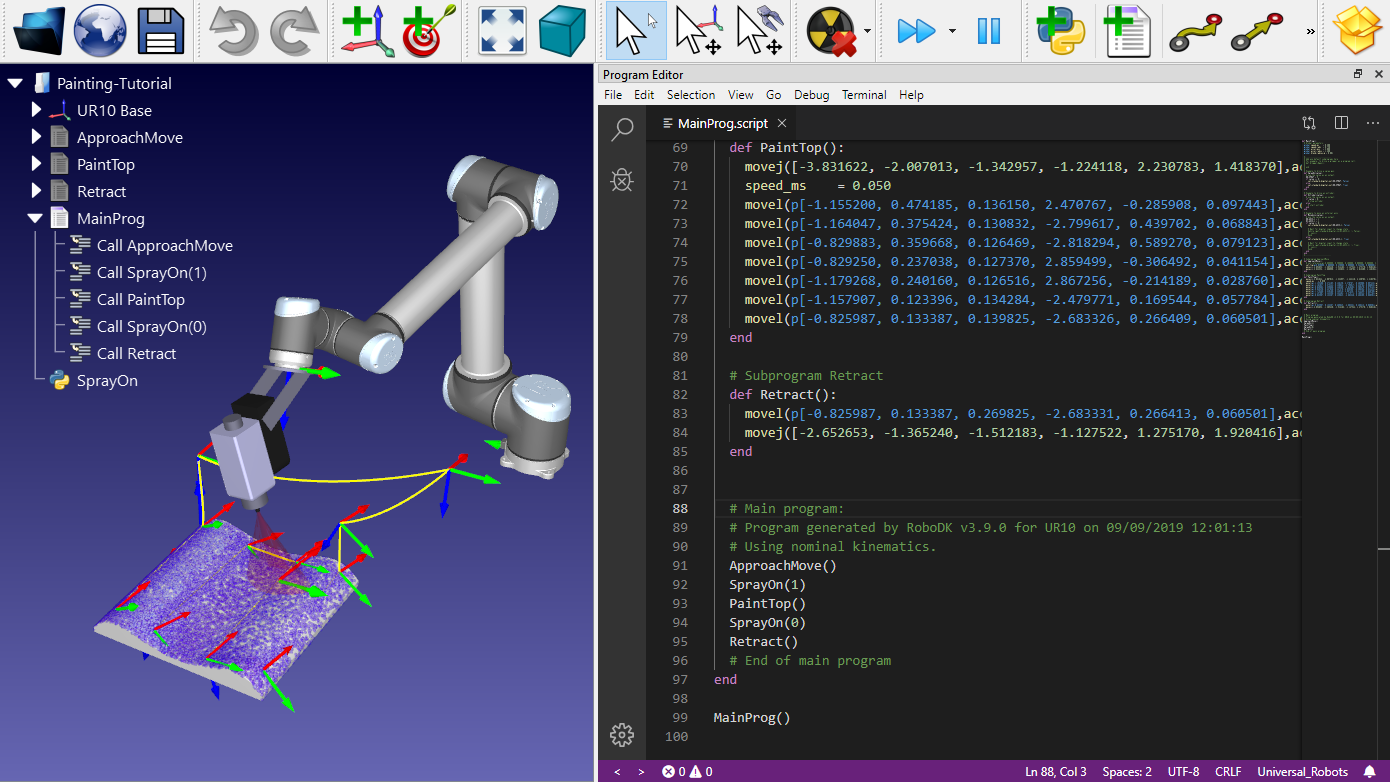 Painting-Tutorial
UR10 Base
ApproachMove
PaintTop
Retract
MainProg
Call ApproachMove
Call SprayOn(1)
Call PaintTop
Call SprayOn(0)
Call Retract
SprayOn
Program Editor
File Edit Selection View Go Debug Terminal Help
MainProg.script
69 def PaintTop():
70 movej([-3.831622, -2.007013, -1.342957, -1.224118, 2.230783, 1.418370],ac
71 speed_ms    = 0.050
72 movel(p[-1.155200, 0.474185, 0.136150, 2.470767, -0.285908, 0.097443],acc
73 movel(p[-1.164047, 0.375424, 0.130832, -2.799617, 0.439702, 0.068843],acc
74 movel(p[-0.829883, 0.359668, 0.126469, -2.818294, 0.589270, 0.079123],acc
75 movel(p[-0.829250, 0.237038, 0.127370, 2.859499, -0.306492, 0.041154],acc
76 movel(p[-1.179268, 0.240160, 0.126516, 2.867256, -0.214189, 0.028760],acc
77 movel(p[-1.157907, 0.123396, 0.134284, -2.479771, 0.169544, 0.057784],acc
78 movel(p[-0.825987, 0.133387, 0.139825, -2.683326, 0.266409, 0.060501],acc
79 end
80
81 # Subprogram Retract
82 def Retract():
83 movel(p[-0.825987, 0.133387, 0.269825, -2.683331, 0.266413, 0.060501],acc
84 movej([-2.652653, -1.365240, -1.512183, -1.127522, 1.275170, 1.920416],ac
85 end
86
87
88 # Main program:
89 # Program generated by RoboDK v3.9.0 for UR10 on 09/09/2019 12:01:13
90 # Using nominal kinematics.
91 ApproachMove()
92 SprayOn(1)
93 PaintTop()
94 SprayOn(0)
95 Retract()
96 # End of main program
97 end
98
99 MainProg()
100
0 0 Ln 88, Col 3 Spaces: 2 UTF-8 CRLF Universal_Robots